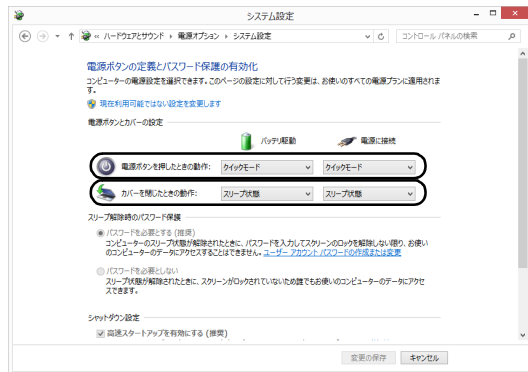 システム設定
« ハードウェアとサウンド ▸ 電源オプション ▸ システム設定
コントロール パネルの検索
電源ボタンの定義とパスワード保護の有効化
コンピューターの電源設定を選択できます。このページの設定に対して行う変更は、お使いのすべての電源プランに適用されま
す。
現在利用可能ではない設定を変更します
電源ボタンとカバーの設定
バッテリ駆動 電源に接続
電源ボタンを押したときの動作: クイックモード クイックモード
カバーを閉じたときの動作: スリープ状態 スリープ状態
スリープ解除時のパスワード保護
パスワードを必要とする (推奨)
コンピューターのスリープ状態が解除されたときに、パスワードを入力してスクリーンのロックを解除しない限り、お使い
のコンピューターのデータにアクセスすることはできません。ユーザー アカウント パスワードの作成または変更
パスワードを必要としない
スリープ状態が解除されたときに、スクリーンがロックされていないため誰でもお使いのコンピューターのデータにアクセ
スできます。
シャットダウン設定
高速スタートアップを有効にする (推奨)
変更の保存 キャンセル